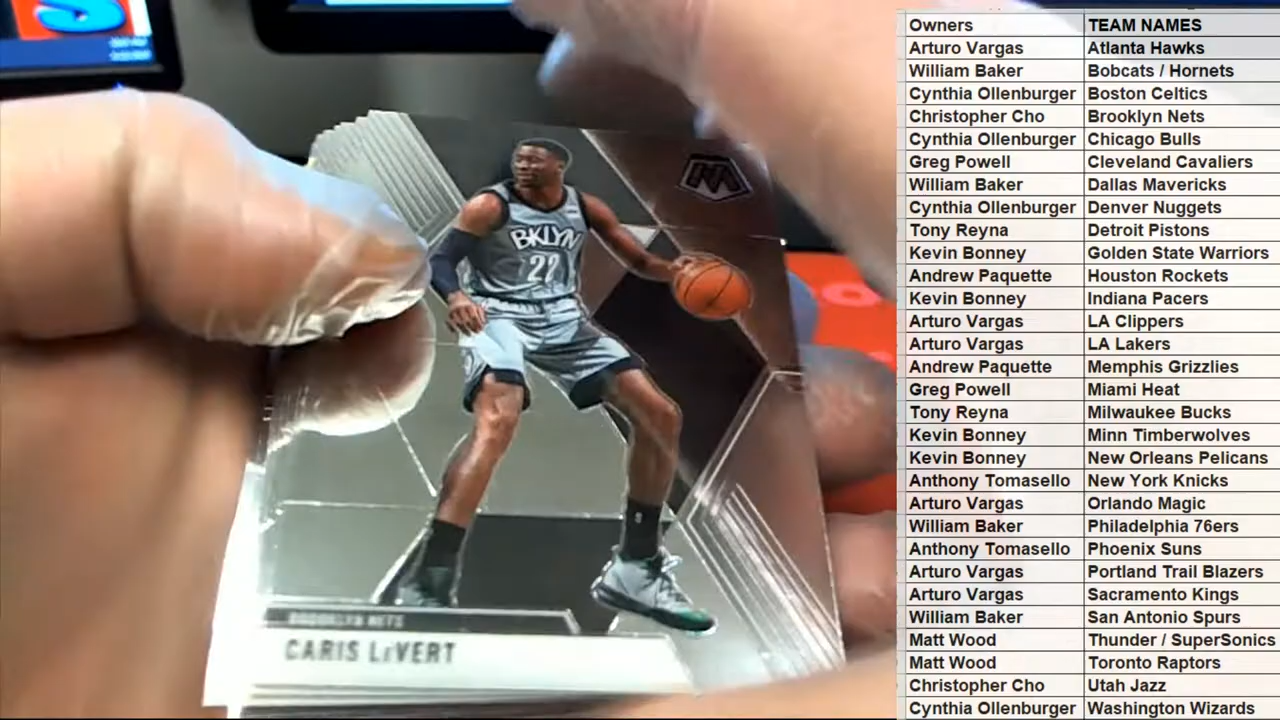 BKLYN
22
BROOKLYN NETS
CARIS LEVERT
Owners TEAM NAMES
Arturo Vargas Atlanta Hawks
William Baker Bobcats / Hornets
Cynthia Ollenburger Boston Celtics
Christopher Cho Brooklyn Nets
Cynthia Ollenburger Chicago Bulls
Greg Powell Cleveland Cavaliers
William Baker Dallas Mavericks
Cynthia Ollenburger Denver Nuggets
Tony Reyna Detroit Pistons
Kevin Bonney Golden State Warriors
Andrew Paquette Houston Rockets
Kevin Bonney Indiana Pacers
Arturo Vargas LA Clippers
Arturo Vargas LA Lakers
Andrew Paquette Memphis Grizzlies
Greg Powell Miami Heat
Tony Reyna Milwaukee Bucks
Kevin Bonney Minn Timberwolves
Kevin Bonney New Orleans Pelicans
Anthony Tomasello New York Knicks
Arturo Vargas Orlando Magic
William Baker Philadelphia 76ers
Anthony Tomasello Phoenix Suns
Arturo Vargas Portland Trail Blazers
Arturo Vargas Sacramento Kings
William Baker San Antonio Spurs
Matt Wood Thunder / SuperSonics
Matt Wood Toronto Raptors
Christopher Cho Utah Jazz
Cynthia Ollenburger Washington Wizards